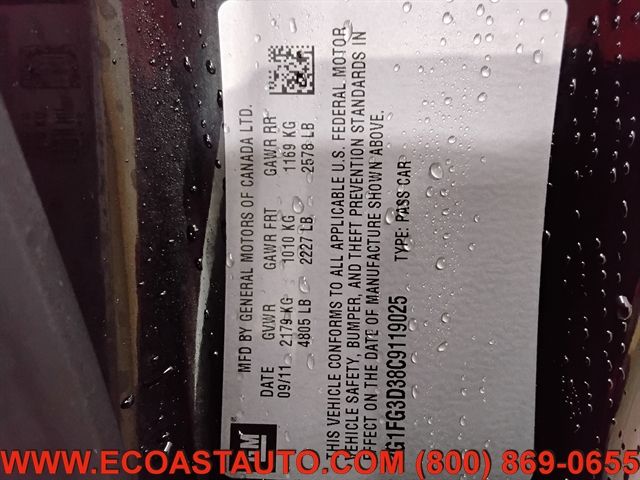 GM
MFD BY GENERAL MOTORS OF CANADA LTD.
DATE GVWR GAWR FRT GAWR RR
09/11 2179 KG 1010 KG 1169 KG
4805 LB 2227 LB 2578 LB
THIS VEHICLE CONFORMS TO ALL APPLICABLE U.S. FEDERAL MOTOR
VEHICLE SAFETY, BUMPER, AND THEFT PREVENTION STANDARDS IN
EFFECT ON THE DATE OF MANUFACTURE SHOWN ABOVE.
G1FG3D38C9119025 TYPE: PASS CAR
WWW.ECOASTAUTO.COM (800) 869-0655